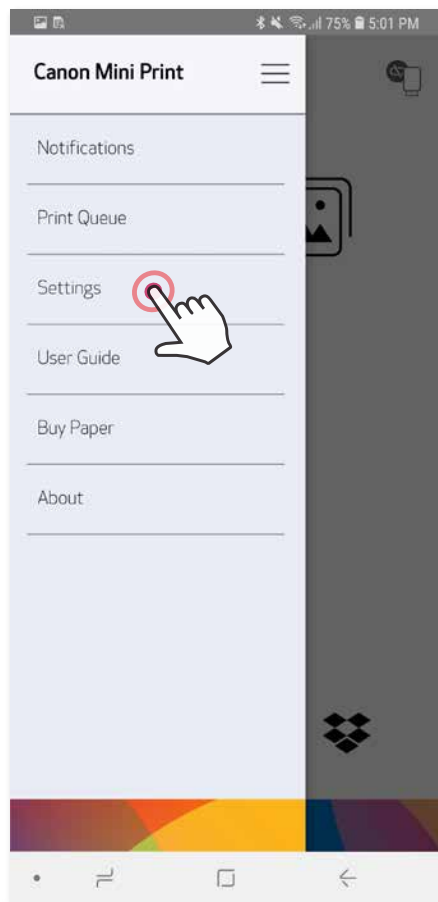 75% 5:01 PM
Canon Mini Print
Notifications
Print Queue
Settings
User Guide
Buy Paper
About